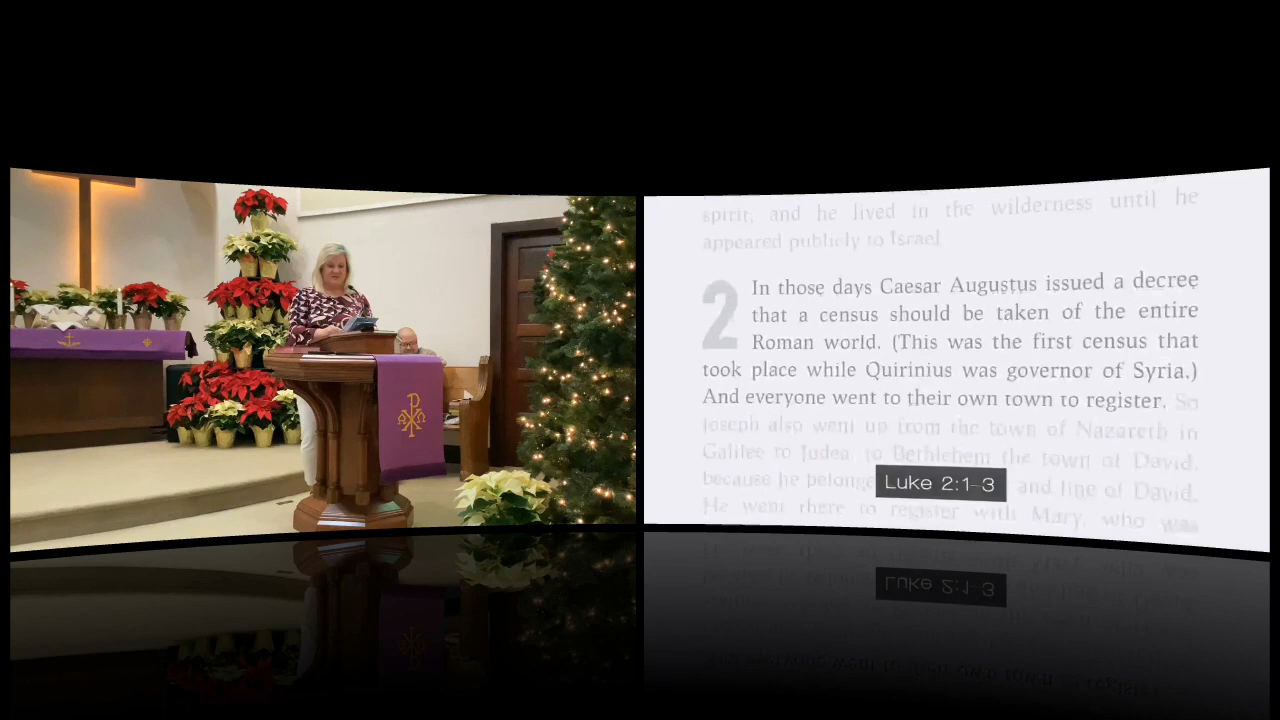 spirit; and he lived in the wilderness until he
appeared publicly to Israel.
2
In those days Caesar Augustus issued a decree
that a census should be taken of the entire
Roman world. (This was the first census that
took place while Quirinius was governor of Syria.)
And everyone went to their own town to register. So
Joseph also went up from the town of Nazareth in
Galilee to Judea, to Bethlehem the town of David,
because he belonge and line of David.
He went there to register with Mary, who was
Luke 2:1-3